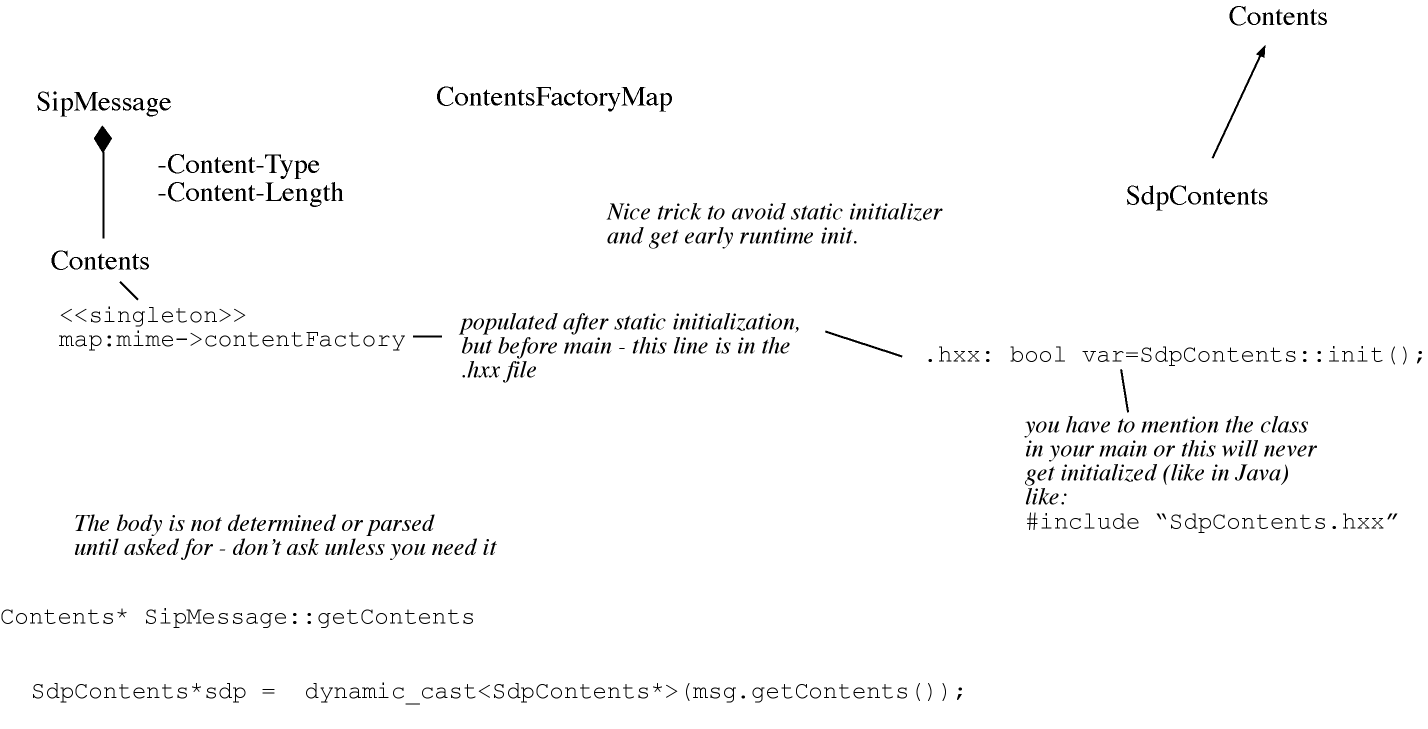 Contents
SipMessage
ContentsFactoryMap
-Content-Type
-Content-Length
SdpContents
Nice trick to avoid static initializer
and get early runtime init.
Contents
<<singleton>>
map:mime->contentFactory
populated after static initialization,
but before main - this line is in the
.hxx file
.hxx: bool var=SdpContents::init();
you have to mention the class
in your main or this will never
get initialized (like in Java)
like:
#include “SdpContents.hxx”
The body is not determined or parsed
until asked for - don’t ask unless you need it
Contents* SipMessage::getContents
SdpContents*sdp =  dynamic_cast<SdpContents*>(msg.getContents());